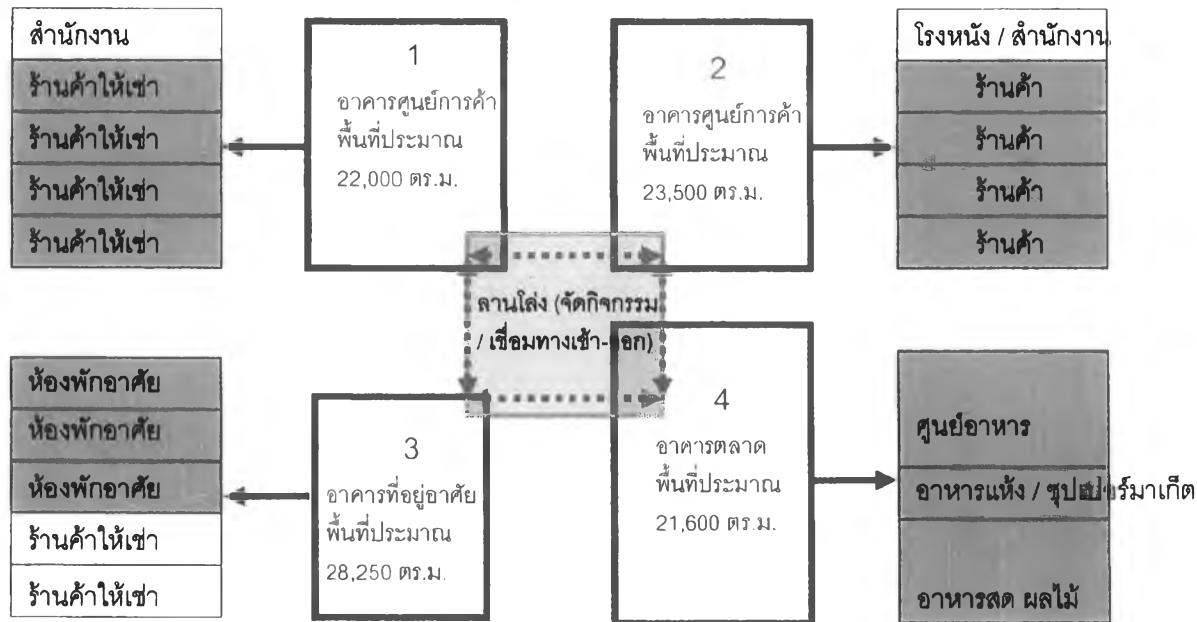 สำนักงาน
ร้านค้าให้เช่า
ร้านค้าให้เช่า
ร้านค้าให้เช่า
ร้านค้าให้เช่า
1
อาคารศูนย์การค้า
พื้นที่ประมาณ
22,000 ตร.ม.
2
อาคารศูนย์การค้า
พื้นที่ประมาณ
23,500 ตร.ม.
โรงหนัง / สำนักงาน
ร้านค้า
ร้านค้า
ร้านค้า
ร้านค้า
ลานโล่ง (จัดกิจกรรม
/ เชื่อมทางเข้า-ออก)
ห้องพักอาศัย
ห้องพักอาศัย
ห้องพักอาศัย
ร้านค้าให้เช่า
ร้านค้าให้เช่า
3
อาคารที่อยู่อาศัย
พื้นที่ประมาณ
28,250 ตร.ม.
4
อาคารตลาด
พื้นที่ประมาณ
21,600 ตร.ม.
ศูนย์อาหาร
อาหารแห้ง / ซุปเปอร์มาเก็ต
อาหารสด ผลไม้